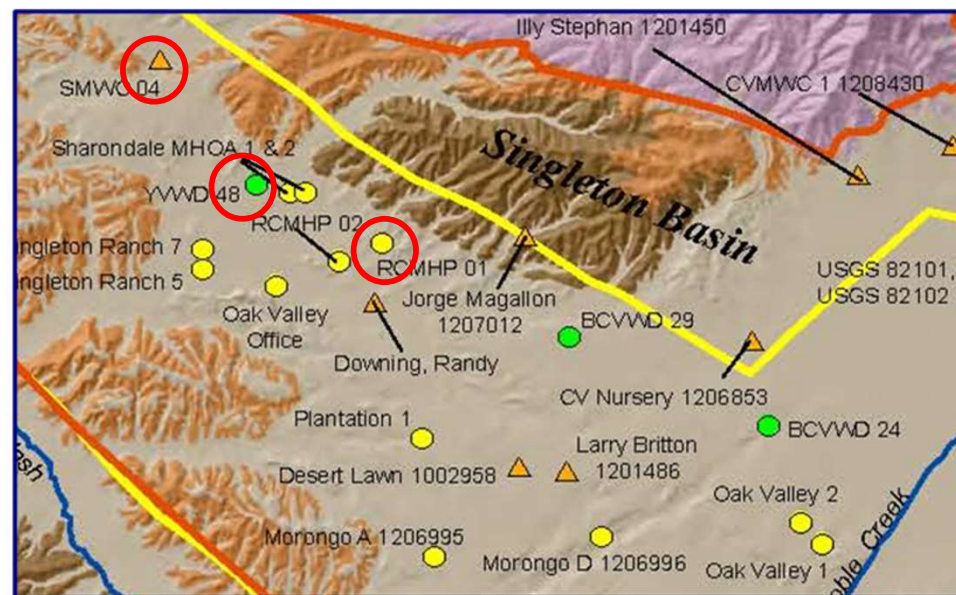 Illy Stephan 1201450
CVMWC 1 1208430
SMWC 04
Sharondale MHOA 1 & 2
YVWD 48
Singleton Basin
RCMHP 02
ngleton Ranch 7
RCMHP 01
USGS 82101,
USGS 82102
ngleton Ranch 5
Jorge Magallon
1207012
Oak Valley
Office
BCVWD 29
Downing, Randy
CV Nursery 1206853
Plantation 1
BCVWD 24
Larry Britton
1201486
Desert Lawn 1002958
Oak Valley 2
Morongo A 1206995
Morongo D 1206996
Oak Valley 1
oble Creek